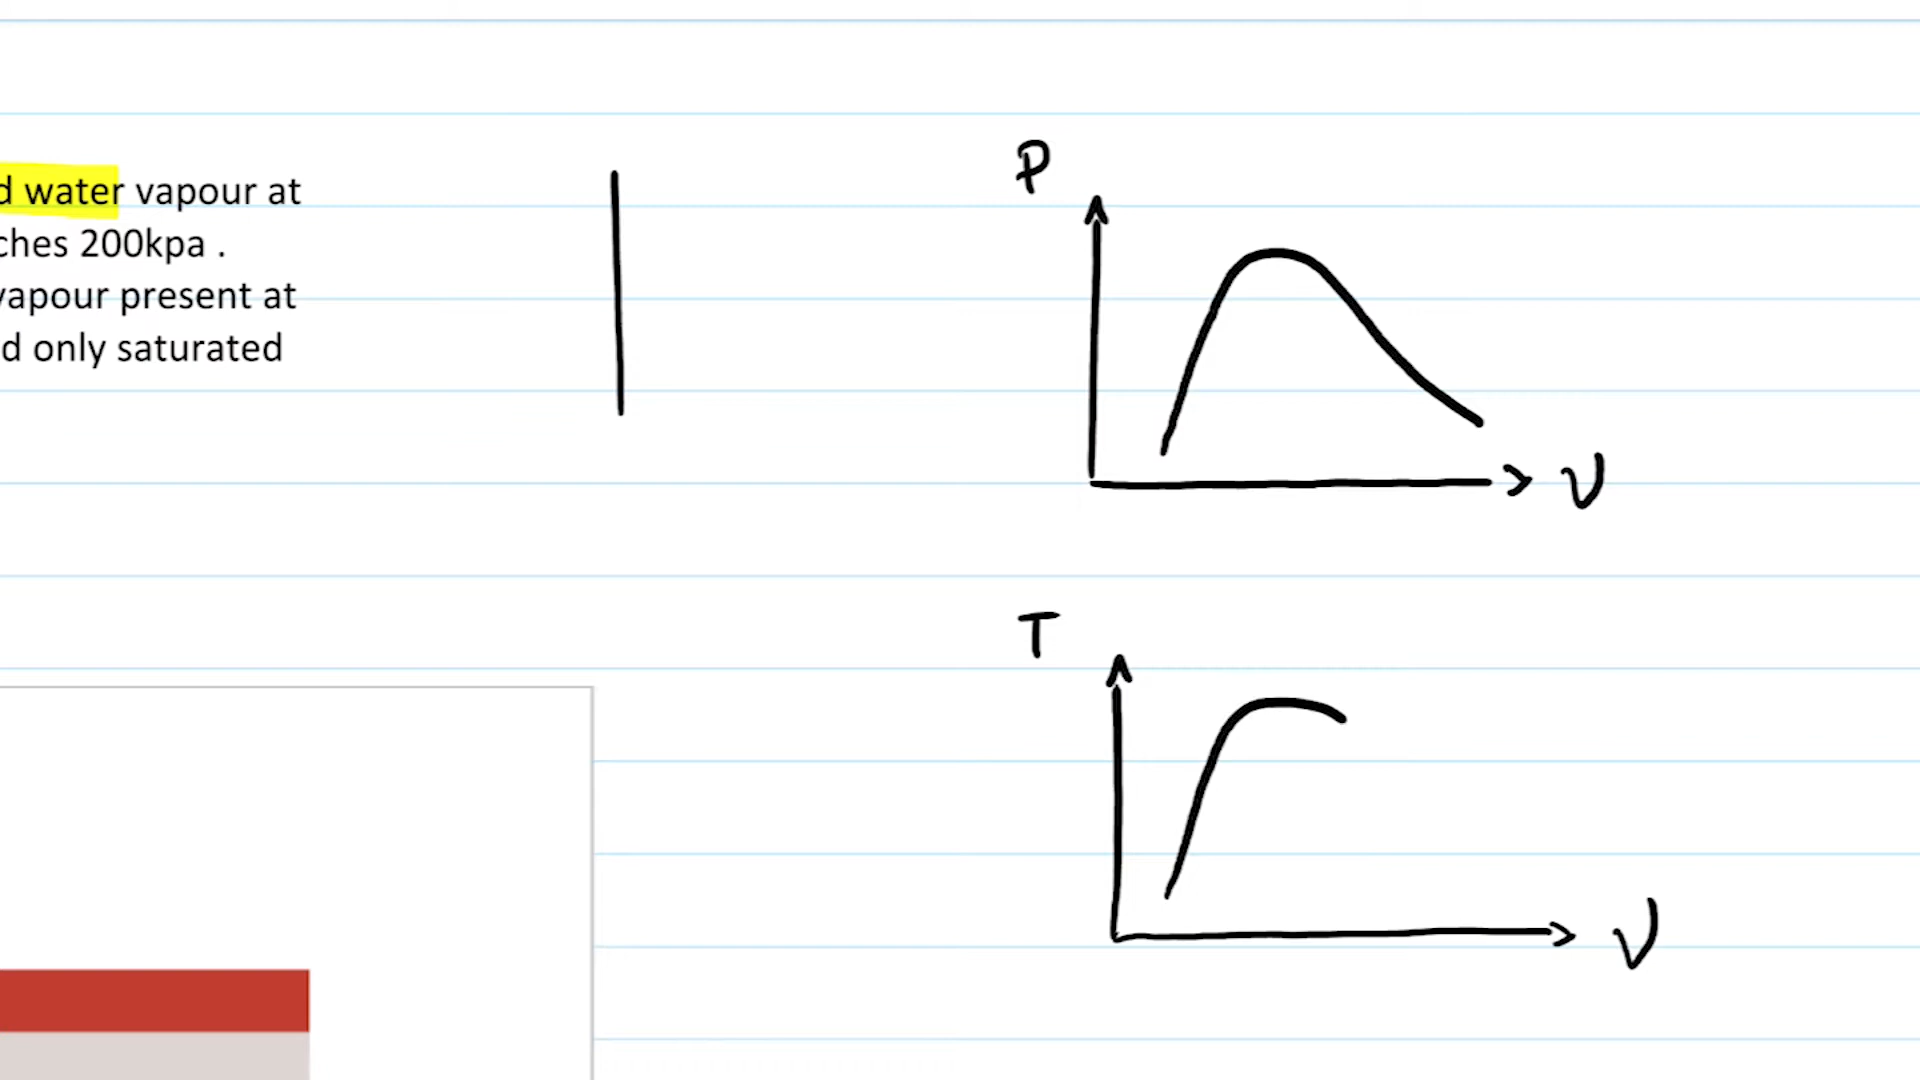 d water vapour at
ches 200kpa .
vapour present at
d only saturated
P
ν
T
ν